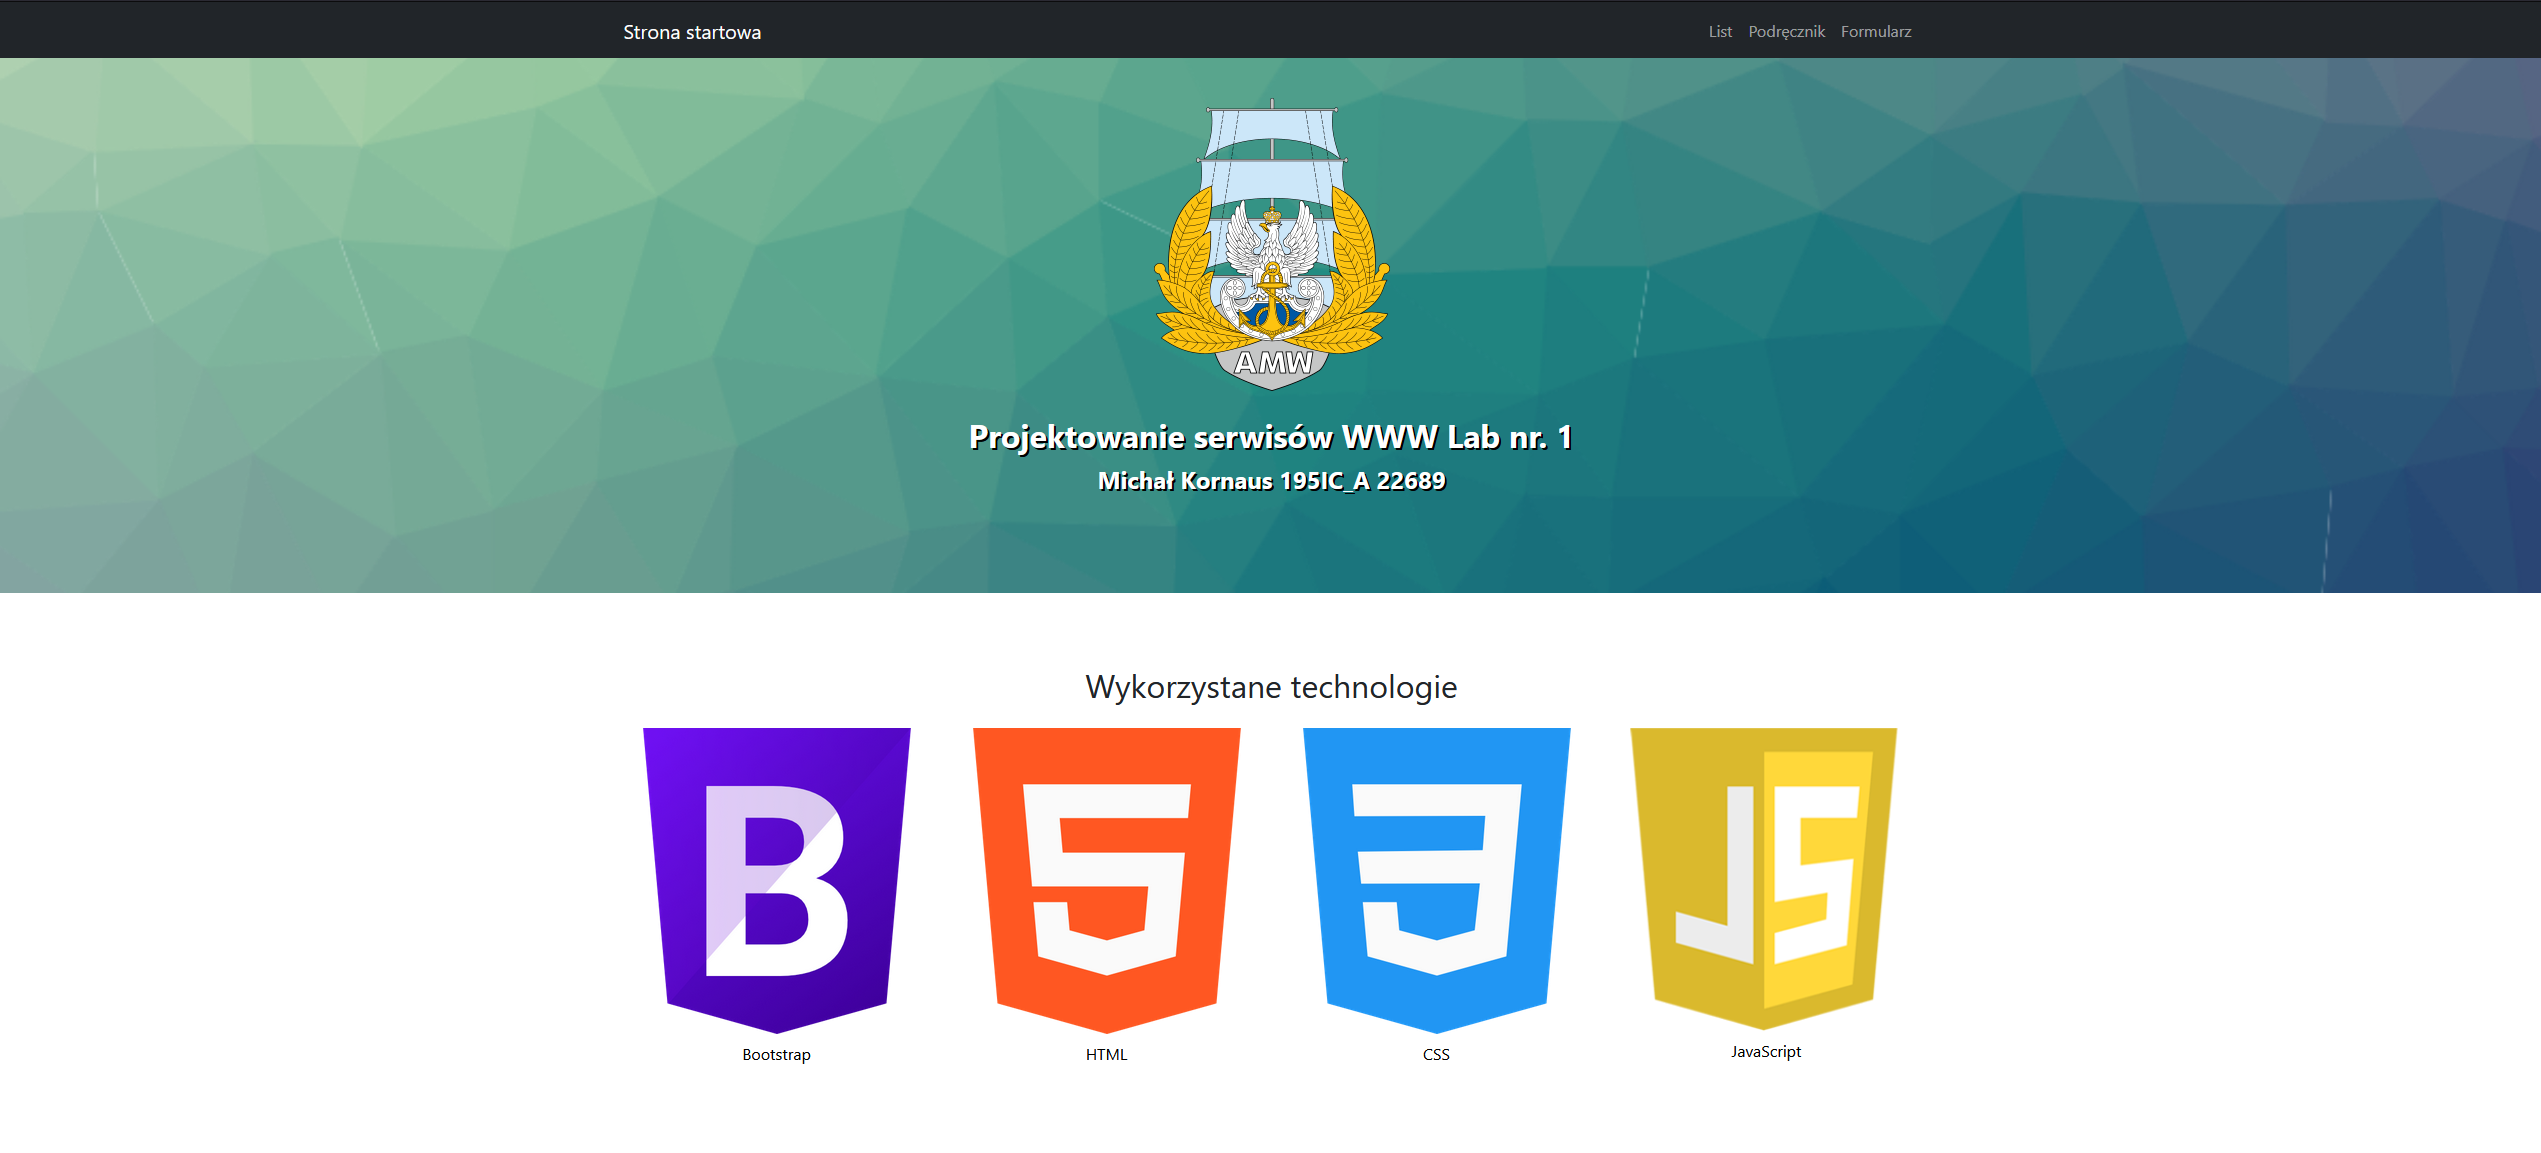 Strona startowa
List Podręcznik Formularz
AMW
Projektowanie serwisów WWW Lab nr. 1
Michał Kornaus 195IC_A 22689
Wykorzystane technologie
B
5
3
JS
Bootstrap
HTML
CSS
JavaScript